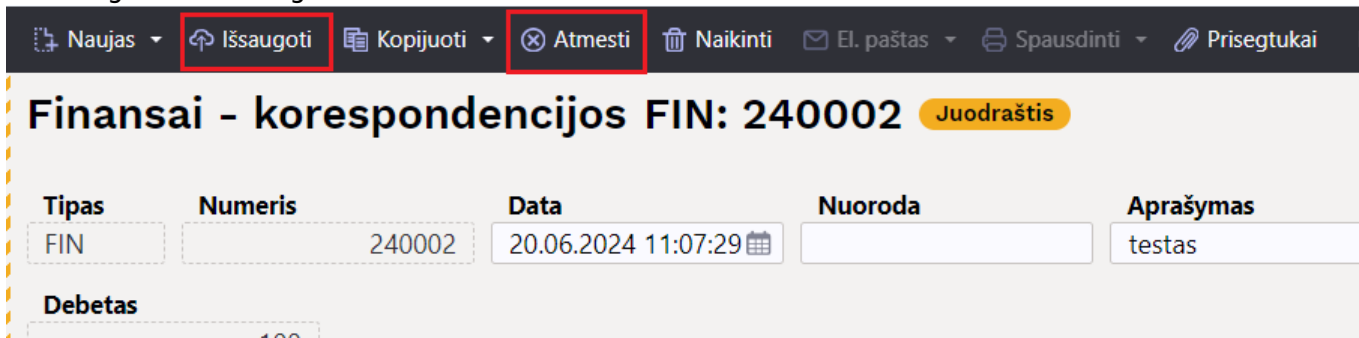 Naujas Išsaugoti Kopijuoti Atmesti Naikinti El. paštas Spausdinti Prisegtukai
Finansai - korespondencijos FIN: 240002 Juodraštis
Tipas Numeris Data Nuoroda Aprašymas
FIN 240002 20.06.2024 11:07:29 testas
Debetas